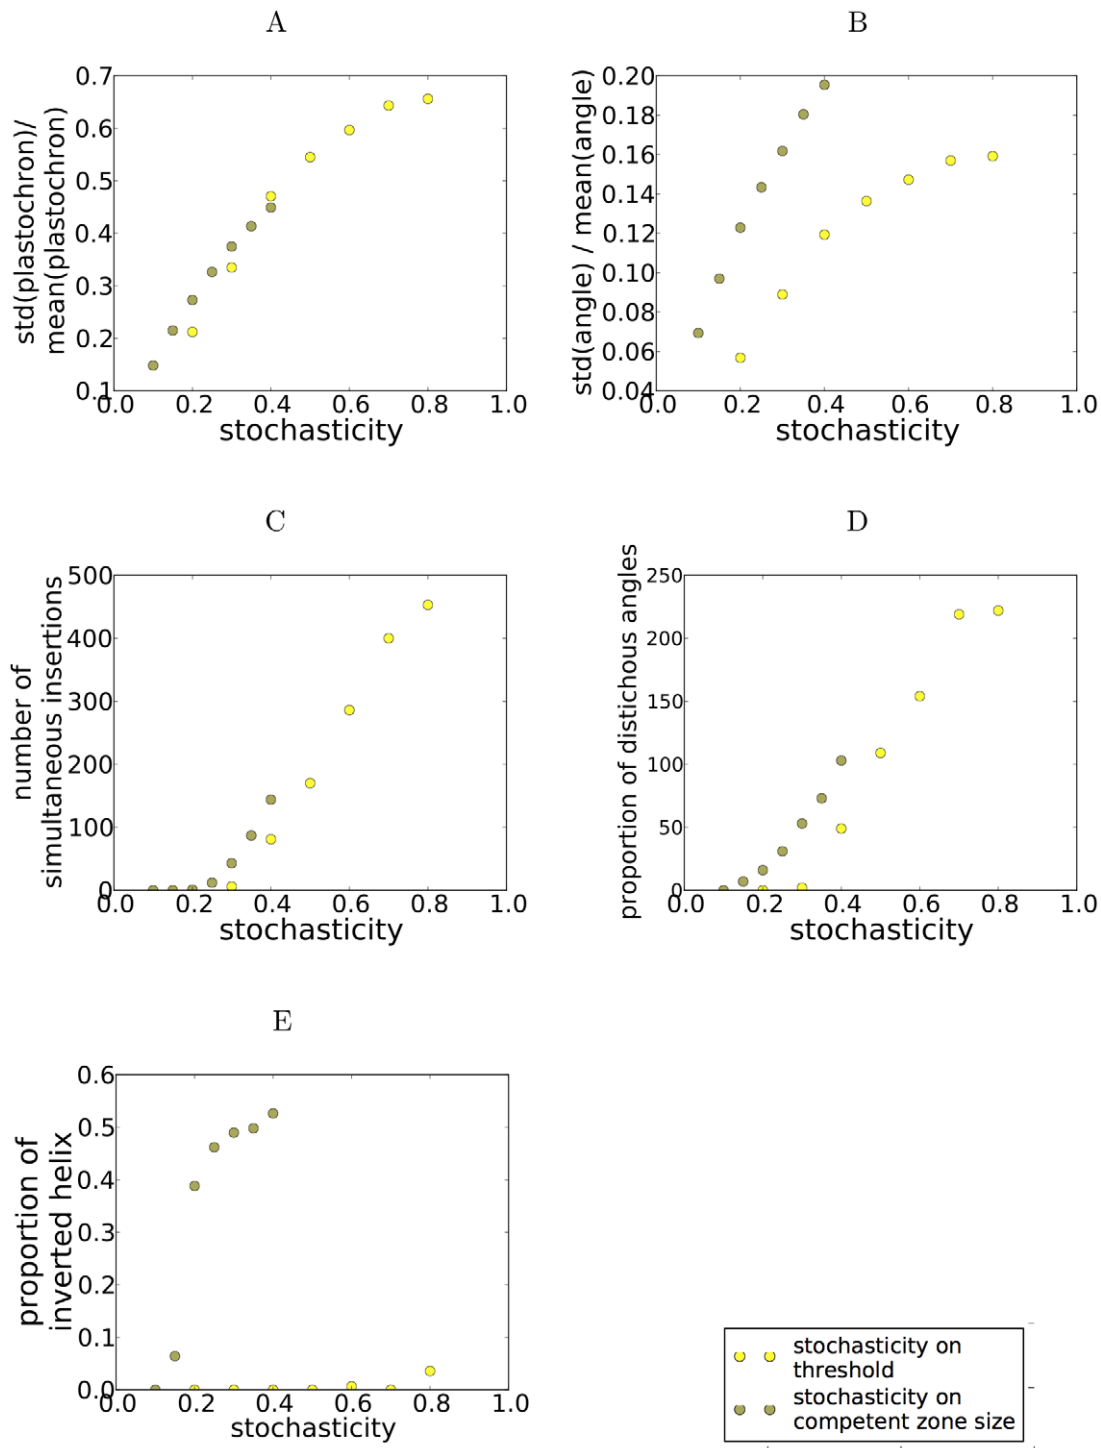 A
std(plastochron)/
mean(plastochron)
0.7
0.6
0.5
0.4
0.3
0.2
0.1
0.0 0.2 0.4 0.6 0.8 1.0
stochasticity
B
std(angle) / mean(angle)
0.20
0.18
0.16
0.14
0.12
0.10
0.08
0.06
0.04
0.0 0.2 0.4 0.6 0.8 1.0
stochasticity
C
number of
simultaneous insertions
500
400
300
200
100
0
0.0 0.2 0.4 0.6 0.8 1.0
stochasticity
D
proportion of distichous angles
250
200
150
100
50
0
0.0 0.2 0.4 0.6 0.8 1.0
stochasticity
E
proportion of
inverted helix
0.6
0.5
0.4
0.3
0.2
0.1
0.0
0.0 0.2 0.4 0.6 0.8 1.0
stochasticity
stochasticity on
threshold
stochasticity on
competent zone size